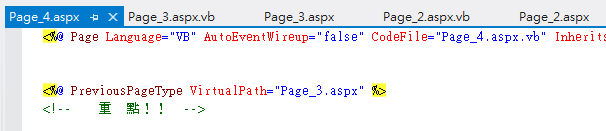 Page_4.aspx Page_3.aspx.vb Page_3.aspx Page_2.aspx.vb Page_2.aspx
<%@ Page Language="VB" AutoEventWireup="false" CodeFile="Page_4.aspx.vb" Inherits
<%@ PreviousPageType VirtualPath="Page_3.aspx" %>
<!-- 重 點！！ -->